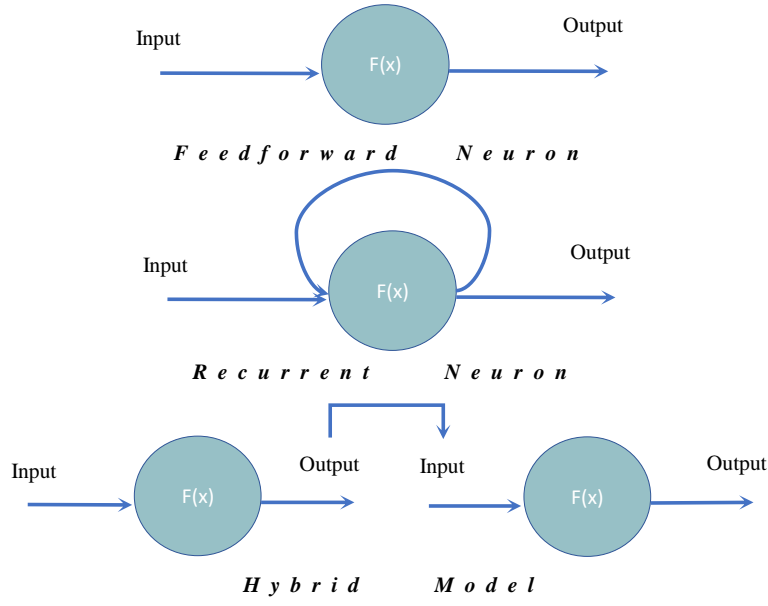 Input
Output
F(x)
Feedforward Neuron
Input
Output
F(x)
Recurrent Neuron
Input
Output
Input
Output
F(x)
F(x)
Hybrid Model